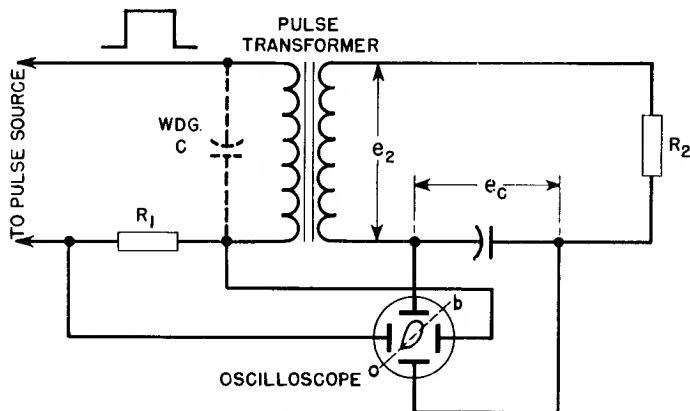 PULSE
TRANSFORMER
TO PULSE SOURCE
WDG.
C
e2
R2
eC
R1
b
a
OSCILLOSCOPE